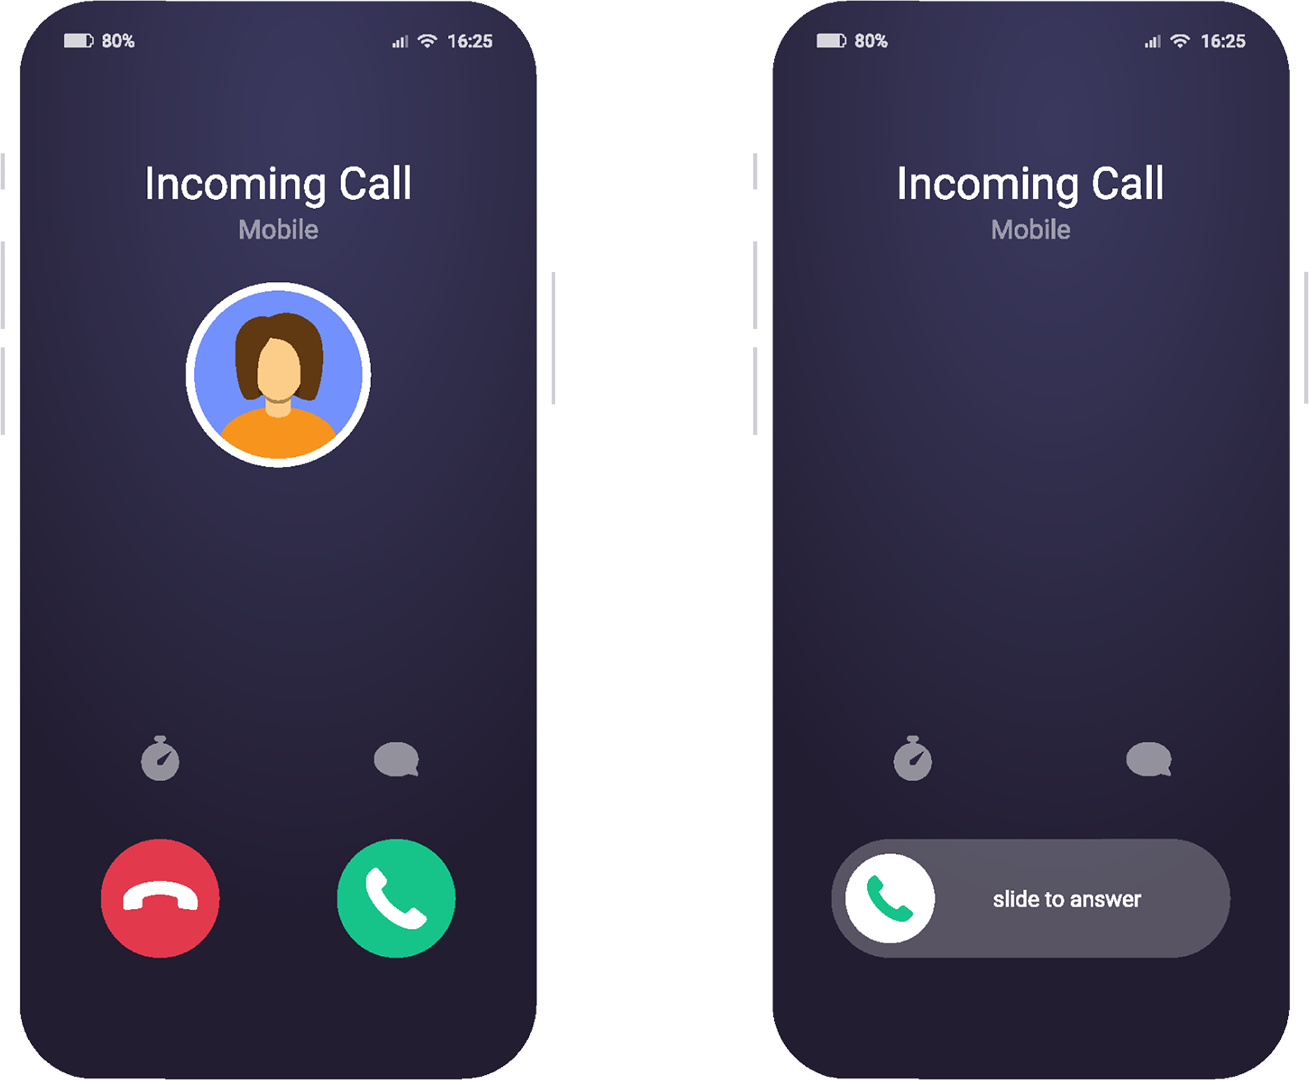 80% 16:25
Incoming Call
Mobile
80% 16:25
Incoming Call
Mobile
slide to answer